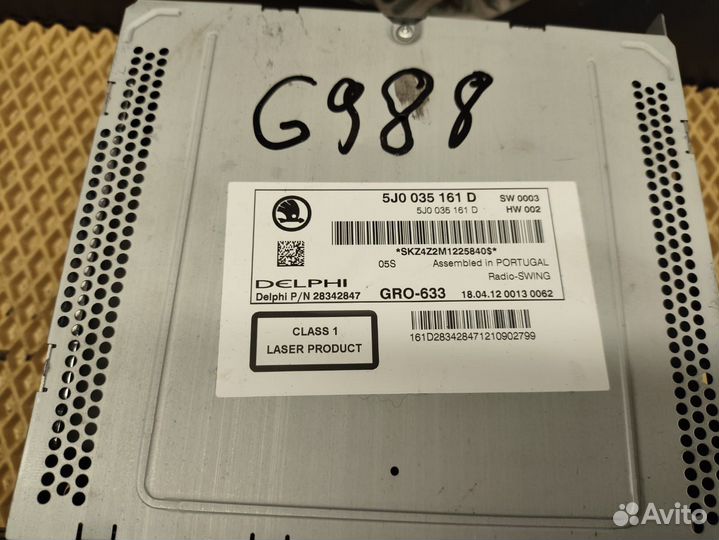 G988
5J0 035 161 D SW 0003
5J0 035 161 D HW 002
*SKZ4Z2M1225840$*
05S Assembled in PORTUGAL
Radio-SWING
DELPHI
Delphi P/N 28342847 GRO-633 18.04.12 0013 0062
CLASS 1
LASER PRODUCT
161D283428471210902799
Avito